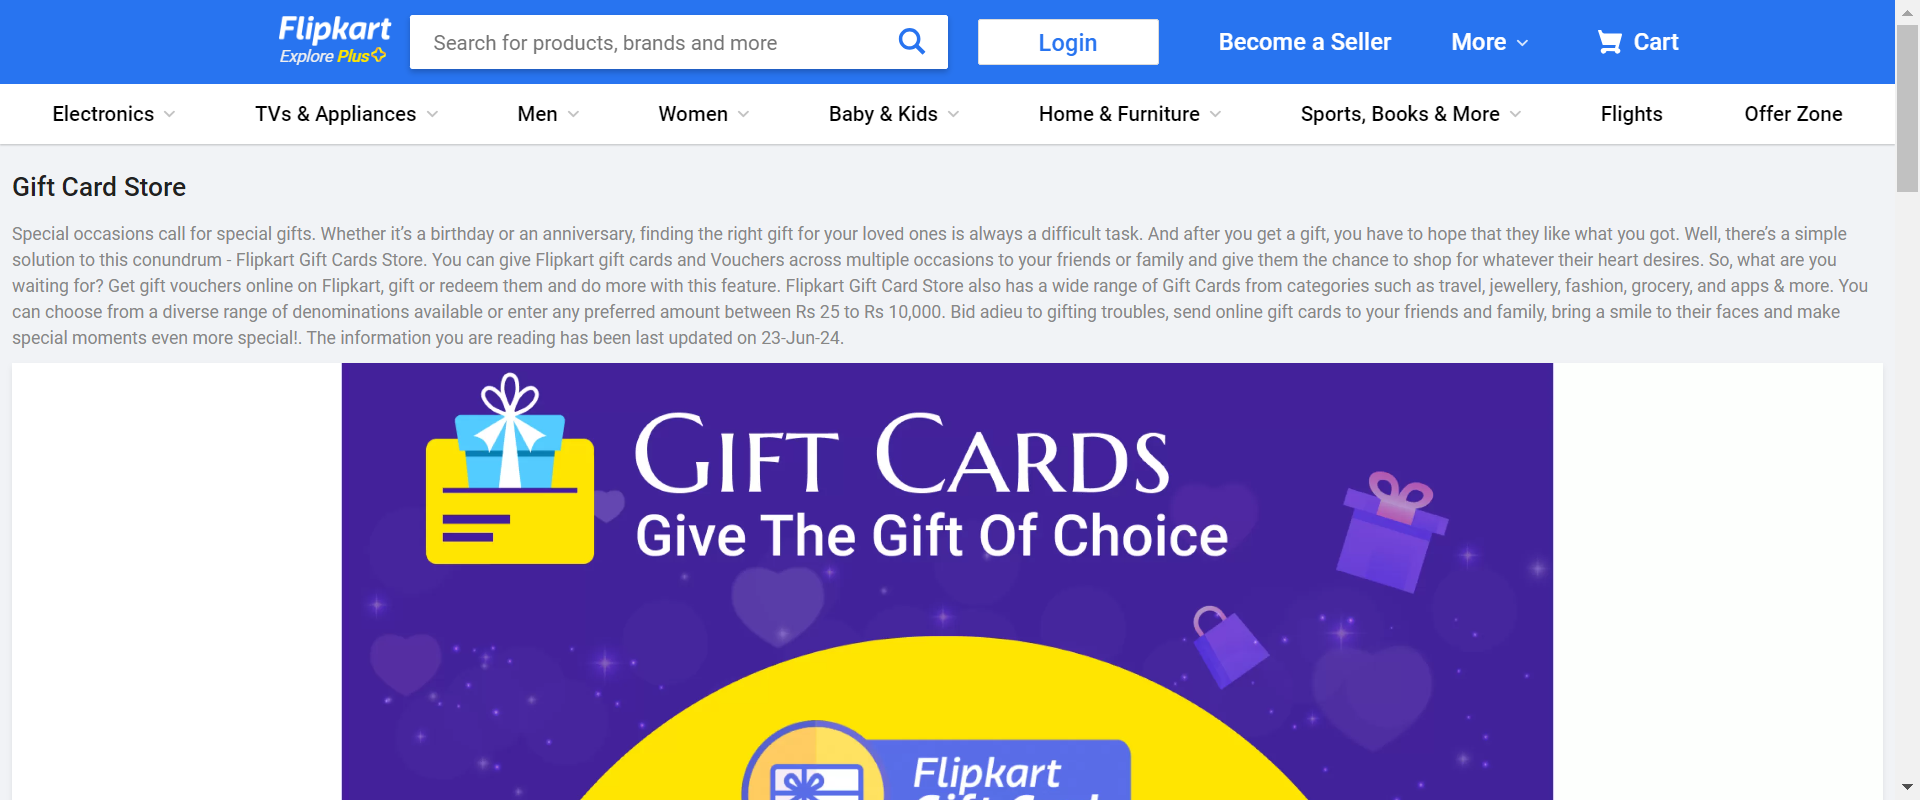 Flipkart
Explore Plus
Search for products, brands and more
Login
Become a Seller
More
Cart
Electronics
TVs & Appliances
Men
Women
Baby & Kids
Home & Furniture
Sports, Books & More
Flights
Offer Zone
Gift Card Store
Special occasions call for special gifts. Whether it’s a birthday or an anniversary, finding the right gift for your loved ones is always a difficult task. And after you get a gift, you have to hope that they like what you got. Well, there’s a simple
solution to this conundrum - Flipkart Gift Cards Store. You can give Flipkart gift cards and Vouchers across multiple occasions to your friends or family and give them the chance to shop for whatever their heart desires. So, what are you
waiting for? Get gift vouchers online on Flipkart, gift or redeem them and do more with this feature. Flipkart Gift Card Store also has a wide range of Gift Cards from categories such as travel, jewellery, fashion, grocery, and apps & more. You
can choose from a diverse range of denominations available or enter any preferred amount between Rs 25 to Rs 10,000. Bid adieu to gifting troubles, send online gift cards to your friends and family, bring a smile to their faces and make
special moments even more special!. The information you are reading has been last updated on 23-Jun-24.
Gift Cards
Give The Gift Of Choice
Flipkart
Gift Card